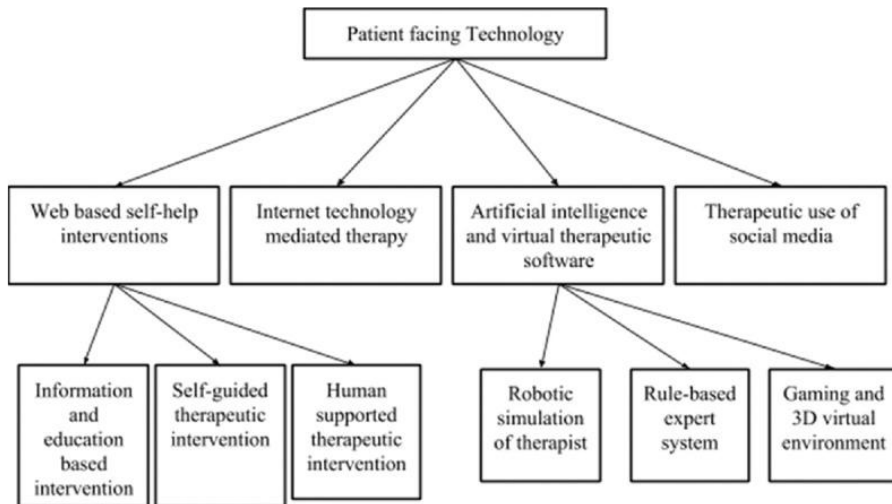 Patient facing Technology
Web based self-help
interventions
Internet technology
mediated therapy
Artificial intelligence
and virtual therapeutic
software
Therapeutic use of
social media
Information
and
education
based
intervention
Self-guided
therapeutic
intervention
Human
supported
therapeutic
intervention
Robotic
simulation
of therapist
Rule-based
expert
system
Gaming and
3D virtual
environment